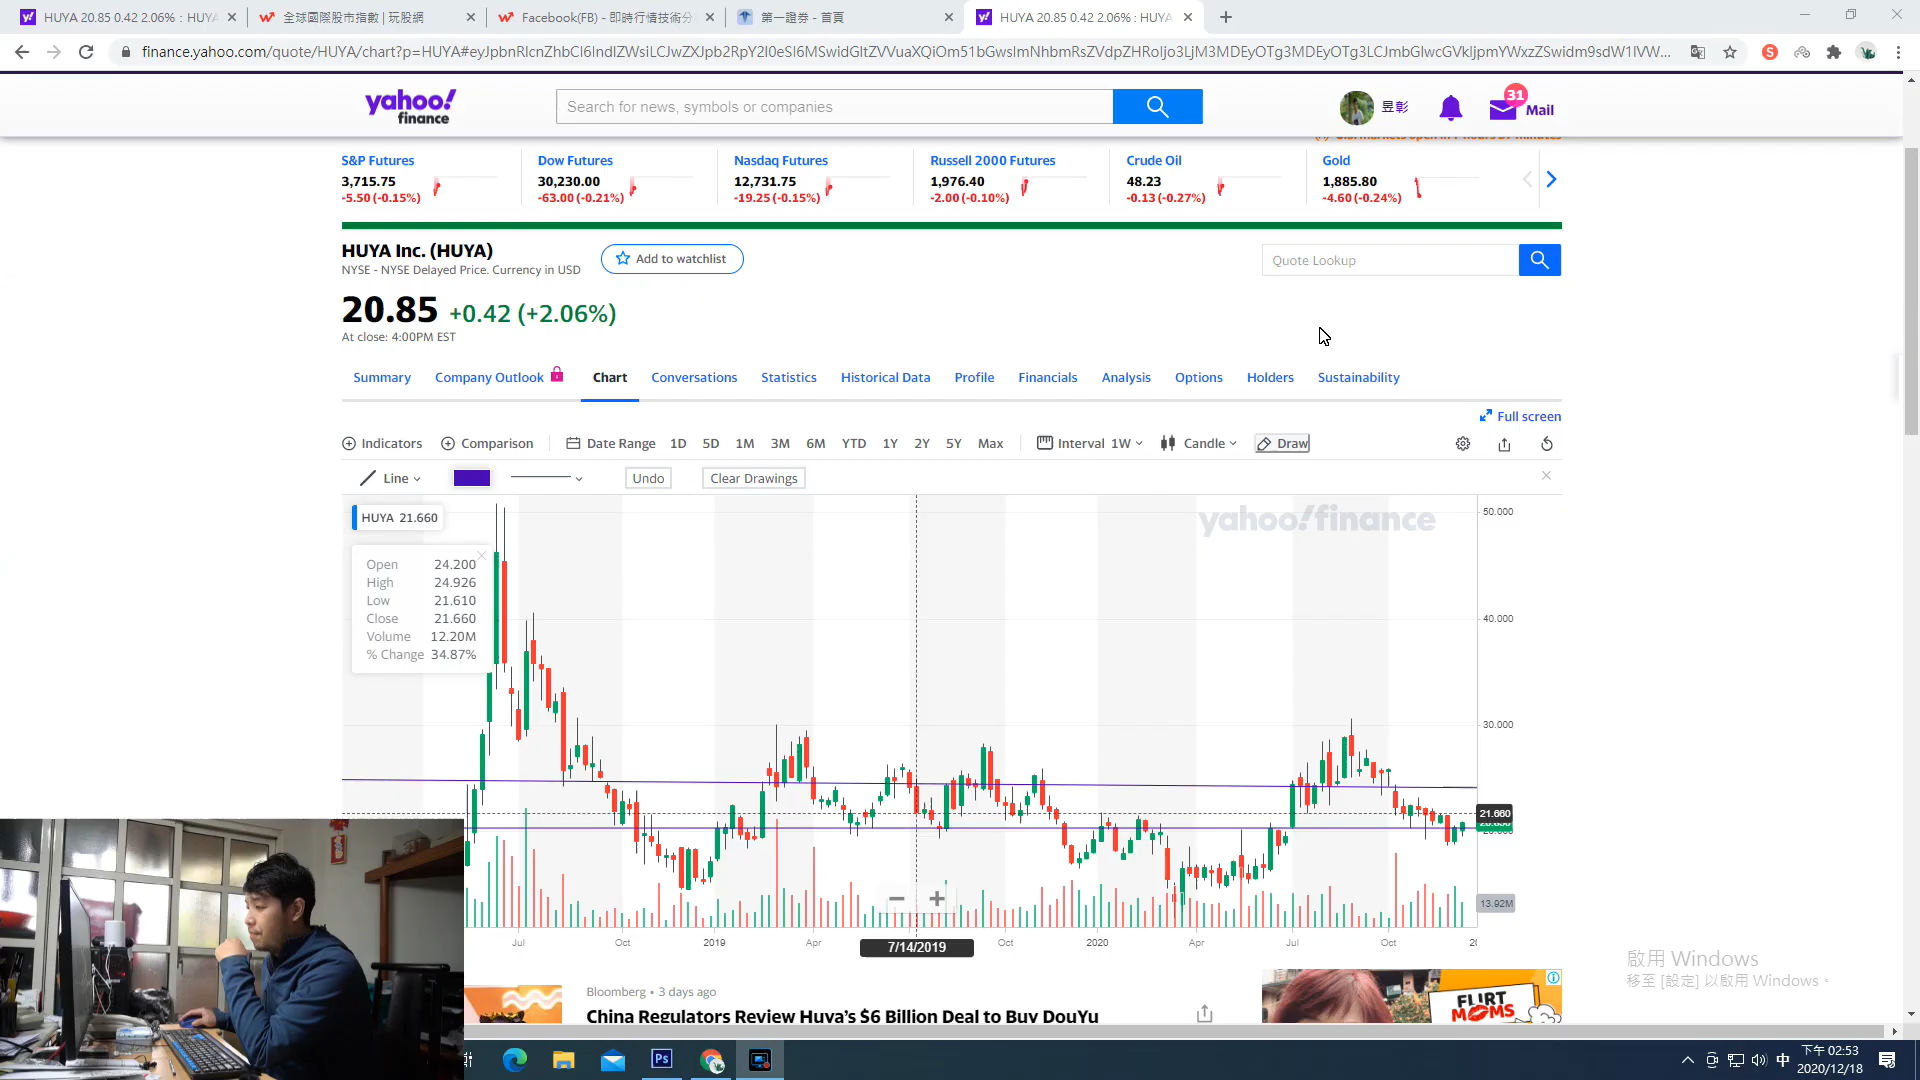 HUYA 20.85 0.42 2.06% : HUYA
全球國際股市指數 | 玩股網
Facebook(FB) - 即時行情技術分
第一證券 - 首頁
HUYA 20.85 0.42 2.06% : HUYA
yahoo!
finance
Search for news, symbols or companies
昱彰
31
Mail
S&P Futures
3,715.75
-5.50 (-0.15%)
Dow Futures
30,230.00
-63.00 (-0.21%)
Nasdaq Futures
12,731.75
-19.25 (-0.15%)
Russell 2000 Futures
1,976.40
-2.00 (-0.10%)
Crude Oil
48.23
-0.13 (-0.27%)
Gold
1,885.80
-4.60 (-0.24%)
HUYA Inc. (HUYA)
NYSE - NYSE Delayed Price. Currency in USD
Add to watchlist
Quote Lookup
20.85 +0.42 (+2.06%)
At close: 4:00PM EST
Summary Company Outlook Chart Conversations Statistics Historical Data Profile Financials Analysis Options Holders Sustainability
Full screen
Indicators Comparison Date Range 1D 5D 1M 3M 6M YTD 1Y 2Y 5Y Max Interval 1W Candle Draw
Line Undo Clear Drawings
HUYA 21.660
yahoo!finance
Open 24.200
High 24.926
Low 21.610
Close 21.660
Volume 12.20M
% Change 34.87%
50.000
40.000
30.000
21.660
13.92M
Jul Oct 2019 Apr 7/14/2019 Oct 2020 Apr Jul Oct
Bloomberg • 3 days ago
China Regulators Review Huya's $6 Billion Deal to Buy DouYu
FLIRT
MOMS
啟用 Windows
移至 [設定] 以啟用 Windows。
Ps
中
下午 02:53
2020/12/18